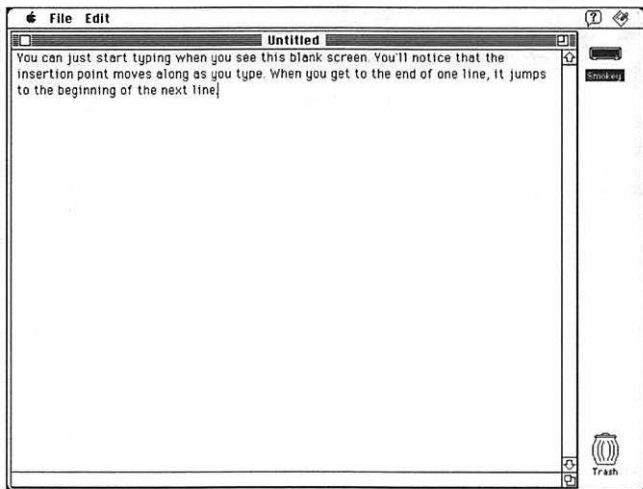 File Edit
Untitled
You can just start typing when you see this blank screen. You'll notice that the
insertion point moves along as you type. When you get to the end of one line, it jumps
to the beginning of the next line.
Smokey
Trash